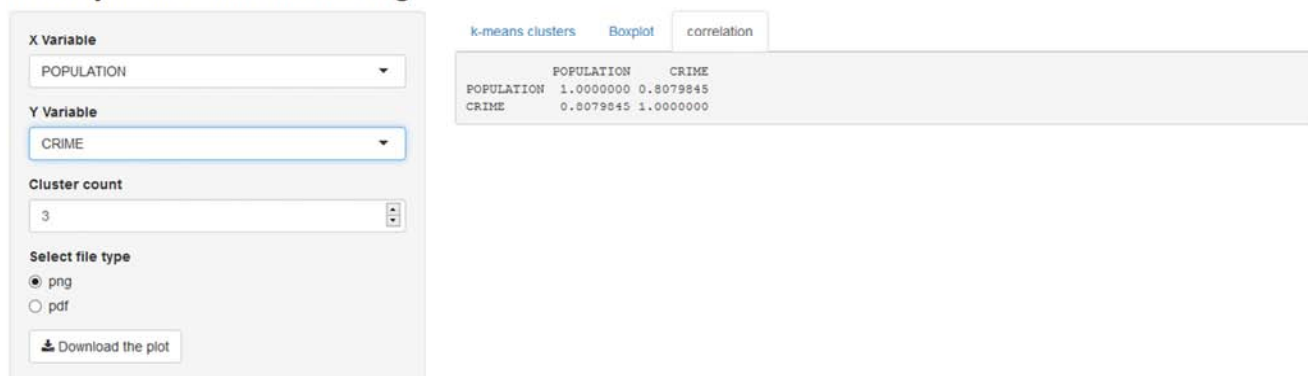 X Variable
POPULATION
Y Variable
CRIME
Cluster count
3
Select file type
png
pdf
Download the plot
k-means clusters Boxplot correlation
POPULATION CRIME
POPULATION 1.0000000 0.8079845
CRIME 0.8079845 1.0000000